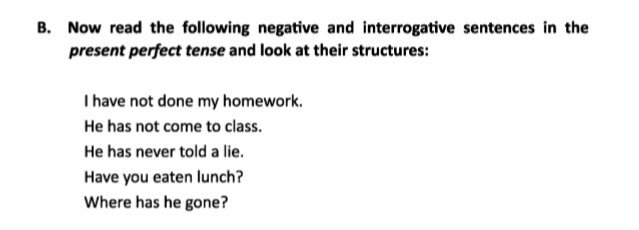 B. Now read the following negative and interrogative sentences in the
present perfect tense and look at their structures:
I have not done my homework.
He has not come to class.
He has never told a lie.
Have you eaten lunch?
Where has he gone?